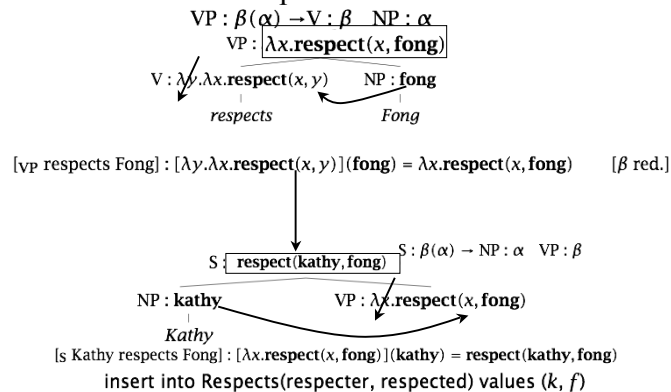 VP : β(α) → V : β NP : α
VP : λx.respect(x, fong)
V : λy.λx.respect(x, y) NP : fong
respects Fong
[VP respects Fong] : [λy.λx.respect(x, y)](fong) = λx.respect(x, fong) [β red.]
S : β(α) → NP : α VP : β
S : respect(kathy, fong)
NP : kathy VP : λx.respect(x, fong)
Kathy
[S Kathy respects Fong] : [λx.respect(x, fong)](kathy) = respect(kathy, fong)
insert into Respects(respecter, respected) values (k, f)